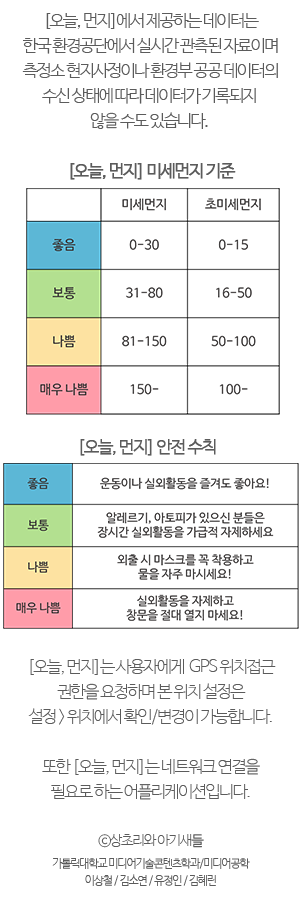 [오늘, 먼지]에서 제공하는 데이터는
한국 환경공단에서 실시간 관측된 자료이며
측정소 현지사정이나 환경부·공공 데이터의
수신 상태에 따라 데이터가 기록되지
않을 수도 있습니다.
[오늘, 먼지] 미세먼지 기준
미세먼지 초미세먼지
좋음 0-30 0-15
보통 31-80 16-50
나쁨 81-150 50-100
매우 나쁨 150- 100-
[오늘, 먼지] 안전 수칙
좋음 운동이나 실외활동을 즐겨도 좋아요!
보통 알레르기, 아토피가 있으신 분들은
장시간 실외활동을 가급적 자제하세요
나쁨 외출 시 마스크를 꼭 착용하고
물을 자주 마시세요!
매우 나쁨 실외활동을 자제하고
창문을 절대 열지 마세요!
[오늘, 먼지]는 사용자에게 GPS 위치접근
권한을 요청하며 본 위치 설정은
설정 > 위치에서 확인/변경이 가능합니다.
또한 [오늘, 먼지]는 네트워크 연결을
필요로 하는 어플리케이션입니다.
ⓒ상초리와 아기새들
가톨릭대학교 미디어기술콘텐츠학과/미디어공학
이상철 / 김소연 / 유정인 / 김혜린